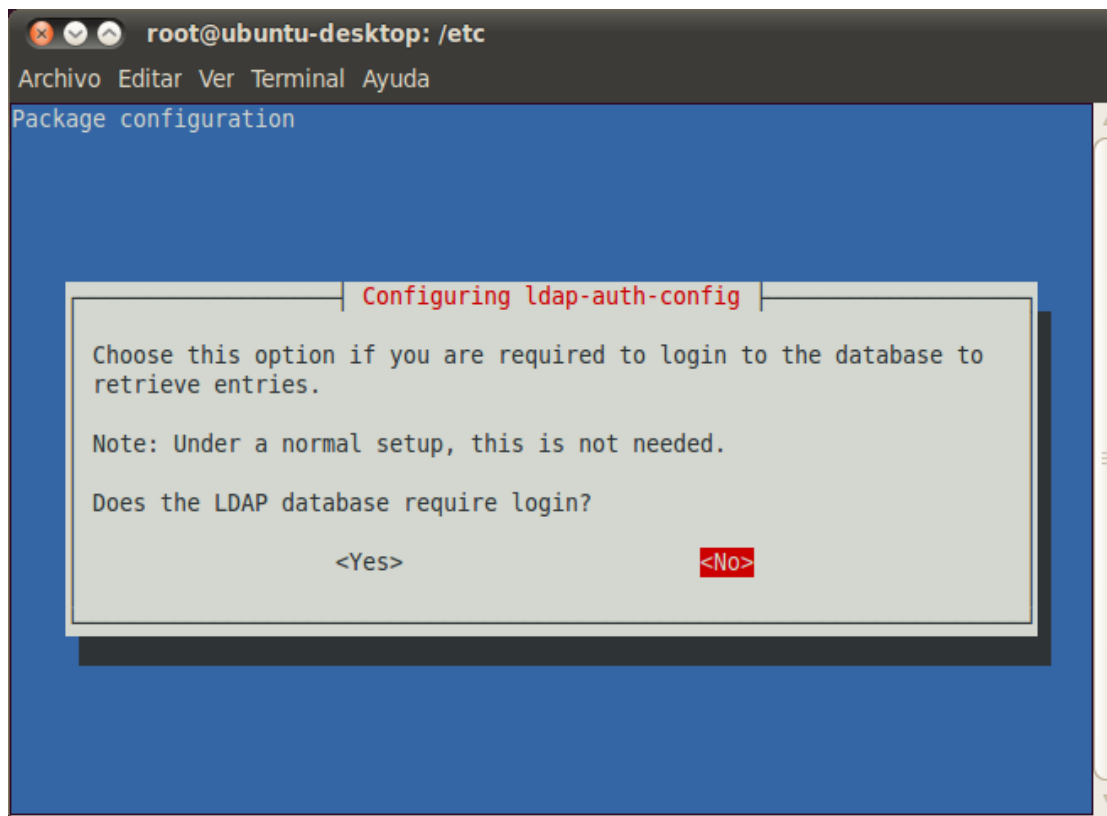 root@ubuntu-desktop: /etc
Archivo Editar Ver Terminal Ayuda
Package configuration
Configuring ldap-auth-config
Choose this option if you are required to login to the database to
retrieve entries.
Note: Under a normal setup, this is not needed.
Does the LDAP database require login?
<Yes> <No>